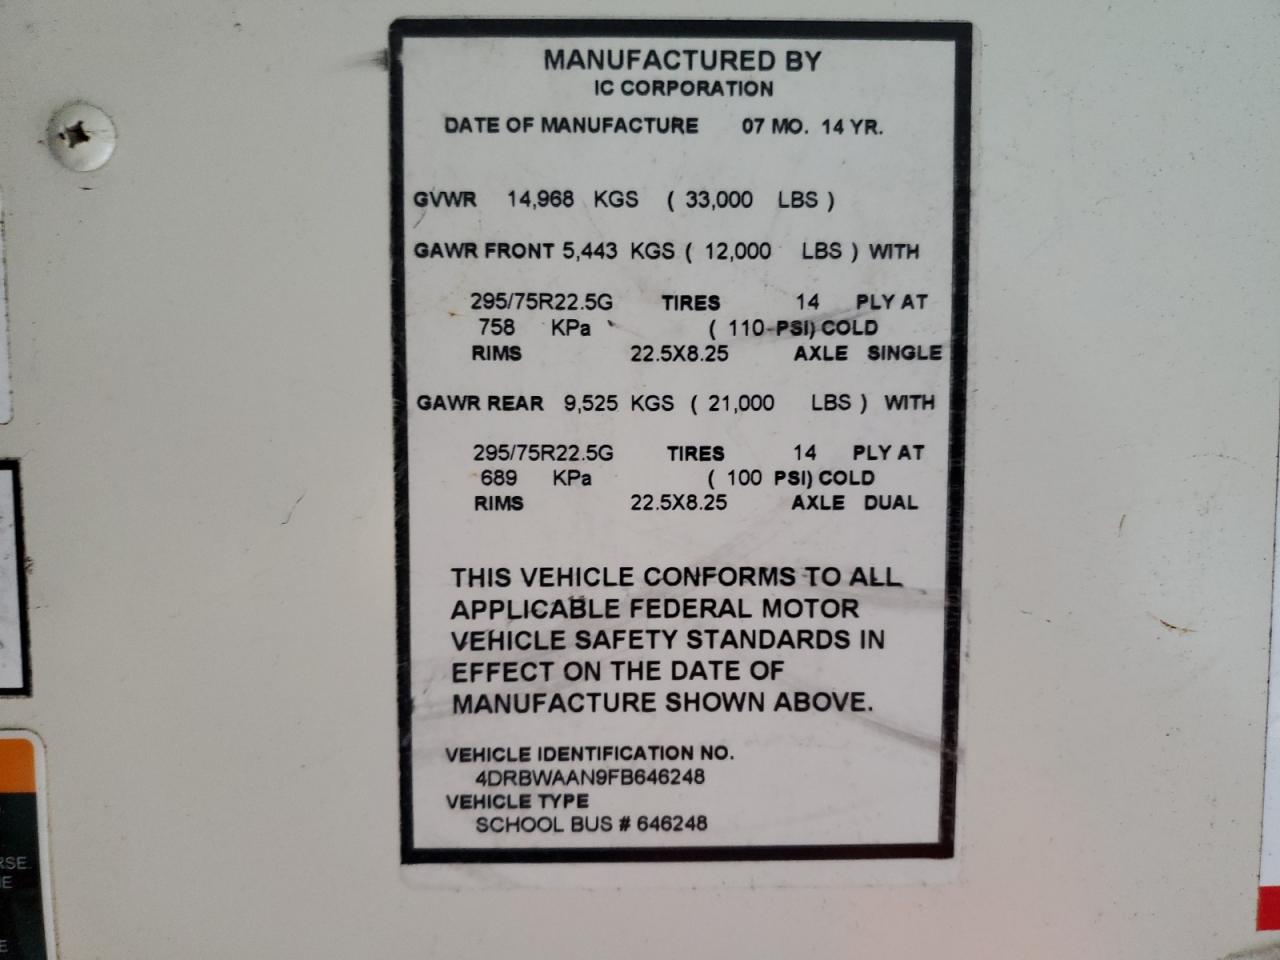 MANUFACTURED BY
IC CORPORATION
DATE OF MANUFACTURE 07 MO. 14 YR.
GVWR 14,968 KGS ( 33,000 LBS )
GAWR FRONT 5,443 KGS ( 12,000 LBS ) WITH
295/75R22.5G TIRES 14 PLY AT
758 KPa ( 110 PSI) COLD
RIMS 22.5X8.25 AXLE SINGLE
GAWR REAR 9,525 KGS ( 21,000 LBS ) WITH
295/75R22.5G TIRES 14 PLY AT
689 KPa ( 100 PSI) COLD
RIMS 22.5X8.25 AXLE DUAL
THIS VEHICLE CONFORMS TO ALL
APPLICABLE FEDERAL MOTOR
VEHICLE SAFETY STANDARDS IN
EFFECT ON THE DATE OF
MANUFACTURE SHOWN ABOVE.
VEHICLE IDENTIFICATION NO.
4DRBWAAN9FB646248
VEHICLE TYPE
SCHOOL BUS # 646248